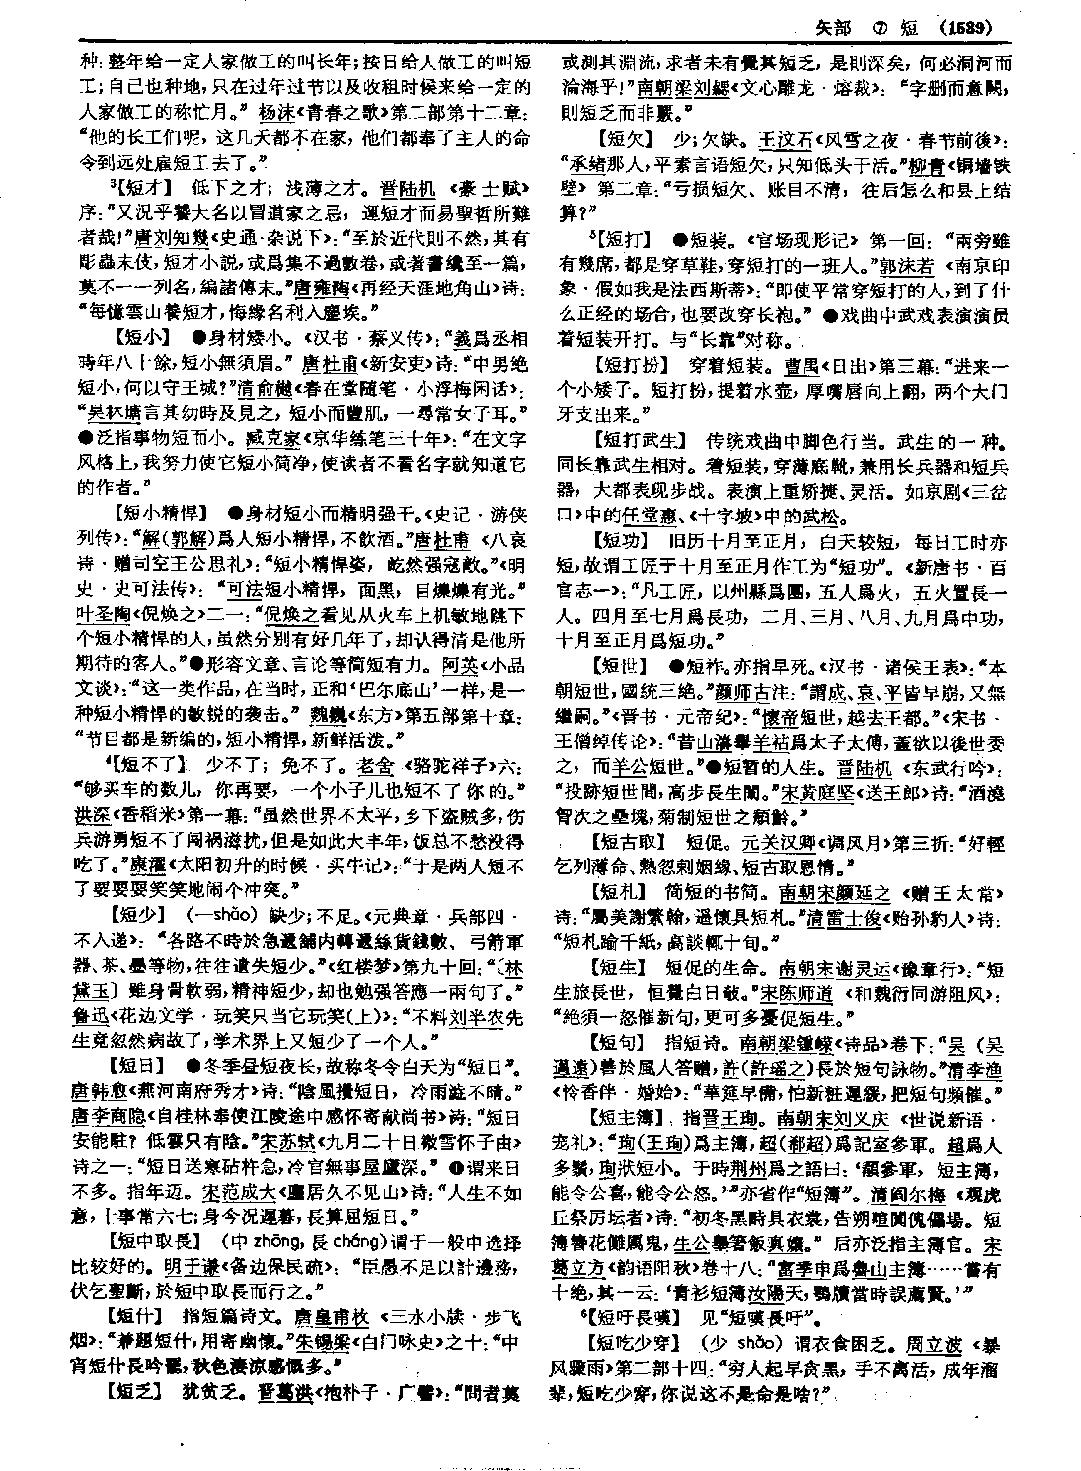 矢部 ⑦ 短 (1539)
种：整年给一定人家做工的叫长年；按日给人做工的叫短
工；自己也种地，只在过年过节以及收租时候来给一定的
人家做工的称忙月。” 杨沫《青春之歌》第二部第十二章：
“他的长工们呢，这几天都不在家，他们都奉了主人的命
令到远处雇短工去了。”
³【短才】 低下之才；浅薄之才。晋陆机《豪士赋》
序：“又況乎饕大名以冒道家之忌，運短才而易聖哲所難
者哉！”唐刘知幾《史通·杂说下》：“至於近代則不然，其有
彫蟲末伎，短才小説，或爲集不過數卷，或著書纔至一篇，
莫不一一列名，編諸傳末。”唐雍陶《再经天涯地角山》诗：
“每憶雲山養短才，悔緣名利入塵埃。”
【短小】 ●身材矮小。《汉书·蔡义传》：“義爲丞相
時年八十餘，短小無須眉。” 唐杜甫《新安吏》诗：“中男绝
短小，何以守王城？”清俞樾《春在堂随笔·小浮梅闲话》：
“吴林塘言其幼時及見之，短小而豐肌，一尋常女子耳。”
●泛指事物短而小。臧克家《京华练笔三十年》：“在文字
风格上，我努力使它短小简净，使读者不看名字就知道它
的作者。”
【短小精悍】 ●身材短小而精明强干。《史记·游侠
列传》：“解(郭解)爲人短小精悍，不飲酒。”唐杜甫《八哀
诗·赠司空王公思礼》：“短小精悍姿，屹然强寇敵。”《明
史·史可法传》：“可法短小精悍，面黑，目爍爍有光。”
叶圣陶《倪焕之》二一：“倪焕之看见从火车上机敏地跳下
个短小精悍的人，虽然分别有好几年了，却认得清是他所
期待的客人。”●形容文章、言论等简短有力。阿英《小品
文谈》：“这一类作品，在当时，正和‘巴尔底山’一样，是一
种短小精悍的敏锐的袭击。” 魏巍《东方》第五部第十章：
“节目都是新编的，短小精悍，新鲜活泼。”
⁴【短不了】 少不了；免不了。老舍《骆驼祥子》六：
“够买车的数儿，你再要，一个小子儿也短不了你的。”
洪深《香稻米》第一幕：“虽然世界不太平，乡下盗贼多，伤
兵游勇短不了闯祸滋扰，但是如此大丰年，饭总不愁没得
吃了。”康濯《太阳初升的时候·买牛记》：“于是两人短不
了耍耍耍笑笑地闹个冲突。”
【短少】 (—shǎo) 缺少；不足。《元典章·兵部四·
不入递》：“各路不時於急遞舖内轉遞絲貨錢數、弓箭軍
器、茶、墨等物，往往遺失短少。”《红楼梦》第九十回：“〔林
黛玉〕雖身骨軟弱，精神短少，却也勉强答應一兩句了。”
鲁迅《花边文学·玩笑只当它玩笑(上)》：“不料刘半农先
生竟忽然病故了，学术界上又短少了一个人。”
【短日】 ●冬季昼短夜长，故称冬令白天为“短日”。
唐韩愈《燕河南府秀才》诗：“陰風攪短日，冷雨澁不晴。”
唐李商隐《自桂林奉使江陵途中感怀寄献尚书》诗：“短日
安能駐？低雲只有陰。”宋苏轼《九月二十日微雪怀子由》
诗之一：“短日送寒砧杵急，冷官無事屋廬深。” ●谓来日
不多。指年迈。宋范成大《廛居久不见山》诗：“人生不如
意，十事常六七；身今況遲暮，長算屈短日。”
【短中取長】 (中 zhōng，長 cháng)谓于一般中选择
比较好的。明于谦《备边保民疏》：“臣愚不足以計邊務，
伏乞聖斷，於短中取長而行之。”
【短什】 指短篇诗文。唐皇甫枚《三水小牍·步飞
烟》：“兼題短什，用寄幽懷。”朱锡梁《白门咏史》之十：“中
宵短什長吟罷，秋色凄涼感慨多。”
【短乏】 犹贫乏。晋葛洪《抱朴子·广譬》：“問者莫
或測其淵流，求者未有覺其短乏，是則深矣，何必洞河而
淪海乎！”南朝梁刘勰《文心雕龙·熔裁》：“字删而意闕，
則短乏而非覈。”
【短欠】 少；欠缺。王汶石《风雪之夜·春节前後》：
“承绪那人，平素言语短欠，只知低头干活。”柳青《铜墙铁
壁》第二章：“亏损短欠、账目不清，往后怎么和县上结
算？”
⁵【短打】 ●短装。《官场现形记》第一回：“兩旁雖
有幾席，都是穿草鞋，穿短打的一班人。”郭沫若《南京印
象·假如我是法西斯蒂》：“即使平常穿短打的人，到了什
么正经的场合，也要改穿长袍。” ●戏曲中武戏表演演员
着短装开打。与“长靠”对称。
【短打扮】 穿着短装。曹禺《日出》第三幕：“进来一
个小矮子。短打扮，提着水壶，厚嘴唇向上翻，两个大门
牙支出来。”
【短打武生】 传统戏曲中脚色行当。武生的一种。
同长靠武生相对。着短装，穿薄底靴，兼用长兵器和短兵
器，大都表现步战。表演上重矫捷、灵活。如京剧《三岔
口》中的任堂惠、《十字坡》中的武松。
【短功】 旧历十月至正月，白天较短，每日工时亦
短，故谓工匠于十月至正月作工为“短功”。《新唐书·百
官志一》：“凡工匠，以州縣爲團，五人爲火，五火置長一
人。四月至七月爲長功，二月、三月、八月、九月爲中功，
十月至正月爲短功。”
【短世】 ●短祚。亦指早死。《汉书·诸侯王表》：“本
朝短世，國統三絶。”颜师古注：“謂成、哀、平皆早崩，又無
繼嗣。”《晋书·元帝纪》：“懷帝短世，越去王都。”《宋书·
王僧绰传论》：“昔山濤舉羊祜爲太子太傅，蓋欲以後世委
之，而羊公短世。”●短暂的人生。晋陆机《东武行吟》：
“投跡短世間，高步長生闈。”宋黄庭坚《送王郎》诗：“酒澆
胷次之壘塊，菊制短世之頽齡。”
【短古取】 短促。元关汉卿《调风月》第三折：“好輕
乞列薄命、熱忽剌姻緣、短古取恩情。”
【短札】 简短的书简。南朝宋颜延之《赠王太常》
诗：“屬美謝繁翰，遥懷具短札。”清雷士俊《贻孙豹人》诗：
“短札踰千紙，高談輒十旬。”
【短生】 短促的生命。南朝宋谢灵运《豫章行》：“短
生旅長世，恒覺白日欹。”宋陈师道《和魏衍同游阻风》：
“絶須一怒催新句，更可多憂促短生。”
【短句】 指短诗。南朝梁锺嵘《诗品》卷下：“吴(吴
邁遠)善於風人答贈，許(許瑶之)長於短句詠物。”清李渔
《怜香伴·婚始》：“華筵早備，怕新粧遲緩，把短句頻催。”
【短主簿】 指晋王珣。南朝宋刘义庆《世说新语·
宠礼》：“珣(王珣)爲主簿，超(郗超)爲記室参軍。超爲人
多鬚，珣狀短小。于時荆州爲之語曰：‘髯参軍，短主簿，
能令公喜，能令公怒。’”亦省作“短簿”。清阎尔梅《观虎
丘祭厉坛者》诗：“初冬黑畤具衣裳，告朔喧闐傀儡場。短
簿簪花儺厲鬼，生公舉箸飯真孃。” 后亦泛指主簿官。宋
葛立方《韵语阳秋》卷十八：“富季申爲魯山主簿……嘗有
十绝，其一云：‘青衫短簿汝陽天，鶚牘當時誤薦賢。’”
⁶【短吁長嘆】 见“短嘆長吁”。
【短吃少穿】 (少 shǎo) 谓衣食困乏。周立波《暴
风骤雨》第二部十四：“穷人起早贪黑，手不离活，成年溜
辈，短吃少穿，你说这不是命是啥？”